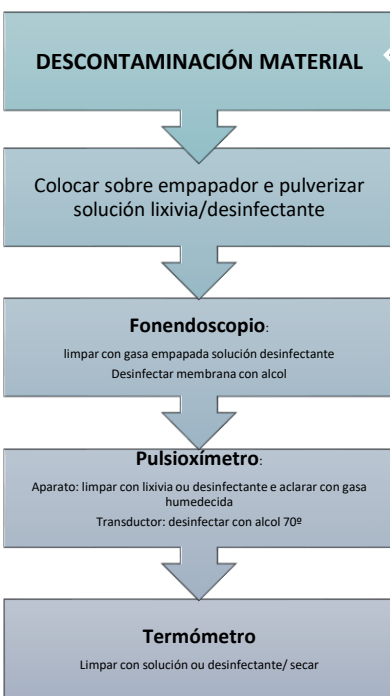 DESCONTAMINACIÓN MATERIAL
Colocar sobre empapador e pulverizar
solución lixivia/desinfectante
Fonendoscopio:
limpar con gasa empapada solución desinfectante
Desinfectar membrana con alcol
Pulsioxímetro:
Aparato: limpar con lixivia ou desinfectante e aclarar con gasa
humedecida
Transductor: desinfectar con alcol 70º
Termómetro
Limpar con solución ou desinfectante/ secar